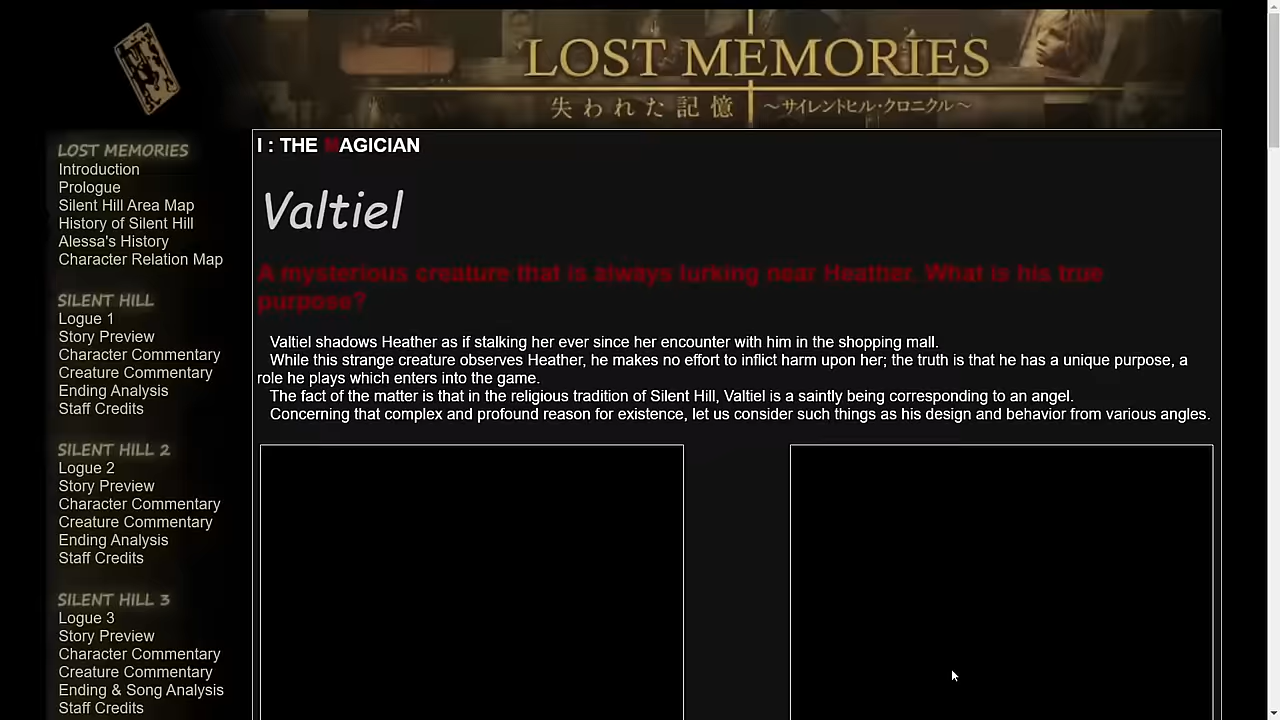 LOST MEMORIES
失われた記憶 ～サイレントヒル・クロニクル～
LOST MEMORIES
Introduction
Prologue
Silent Hill Area Map
History of Silent Hill
Alessa's History
Character Relation Map
SILENT HILL
Logue 1
Story Preview
Character Commentary
Creature Commentary
Ending Analysis
Staff Credits
SILENT HILL 2
Logue 2
Story Preview
Character Commentary
Creature Commentary
Ending Analysis
Staff Credits
SILENT HILL 3
Logue 3
Story Preview
Character Commentary
Creature Commentary
Ending & Song Analysis
Staff Credits
I : THE MAGICIAN
Valtiel
A mysterious creature that is always lurking near Heather. What is his true
purpose?
Valtiel shadows Heather as if stalking her ever since her encounter with him in the shopping mall.
While this strange creature observes Heather, he makes no effort to inflict harm upon her; the truth is that he has a unique purpose, a
role he plays which enters into the game.
The fact of the matter is that in the religious tradition of Silent Hill, Valtiel is a saintly being corresponding to an angel.
Concerning that complex and profound reason for existence, let us consider such things as his design and behavior from various angles.